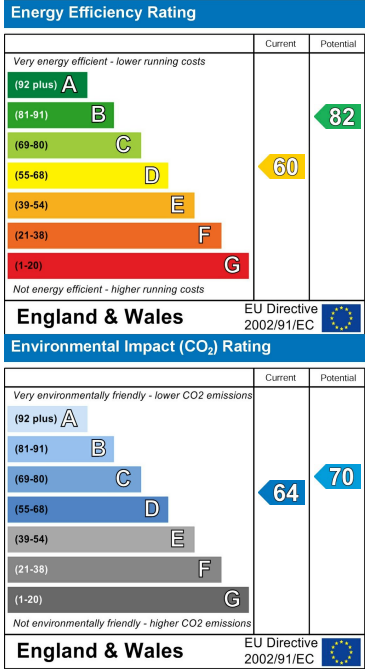 Energy Efficiency Rating
Current Potential
Very energy efficient - lower running costs
(92 plus) A
(81-91) B
82
(69-80) C
(55-68) D
60
(39-54) E
(21-38) F
(1-20) G
Not energy efficient - higher running costs
England & Wales
EU Directive
2002/91/EC
Environmental Impact (CO₂) Rating
Current Potential
Very environmentally friendly - lower CO2 emissions
(92 plus) A
(81-91) B
(69-80) C
70
(55-68) D
64
(39-54) E
(21-38) F
(1-20) G
Not environmentally friendly - higher CO2 emissions
England & Wales
EU Directive
2002/91/EC